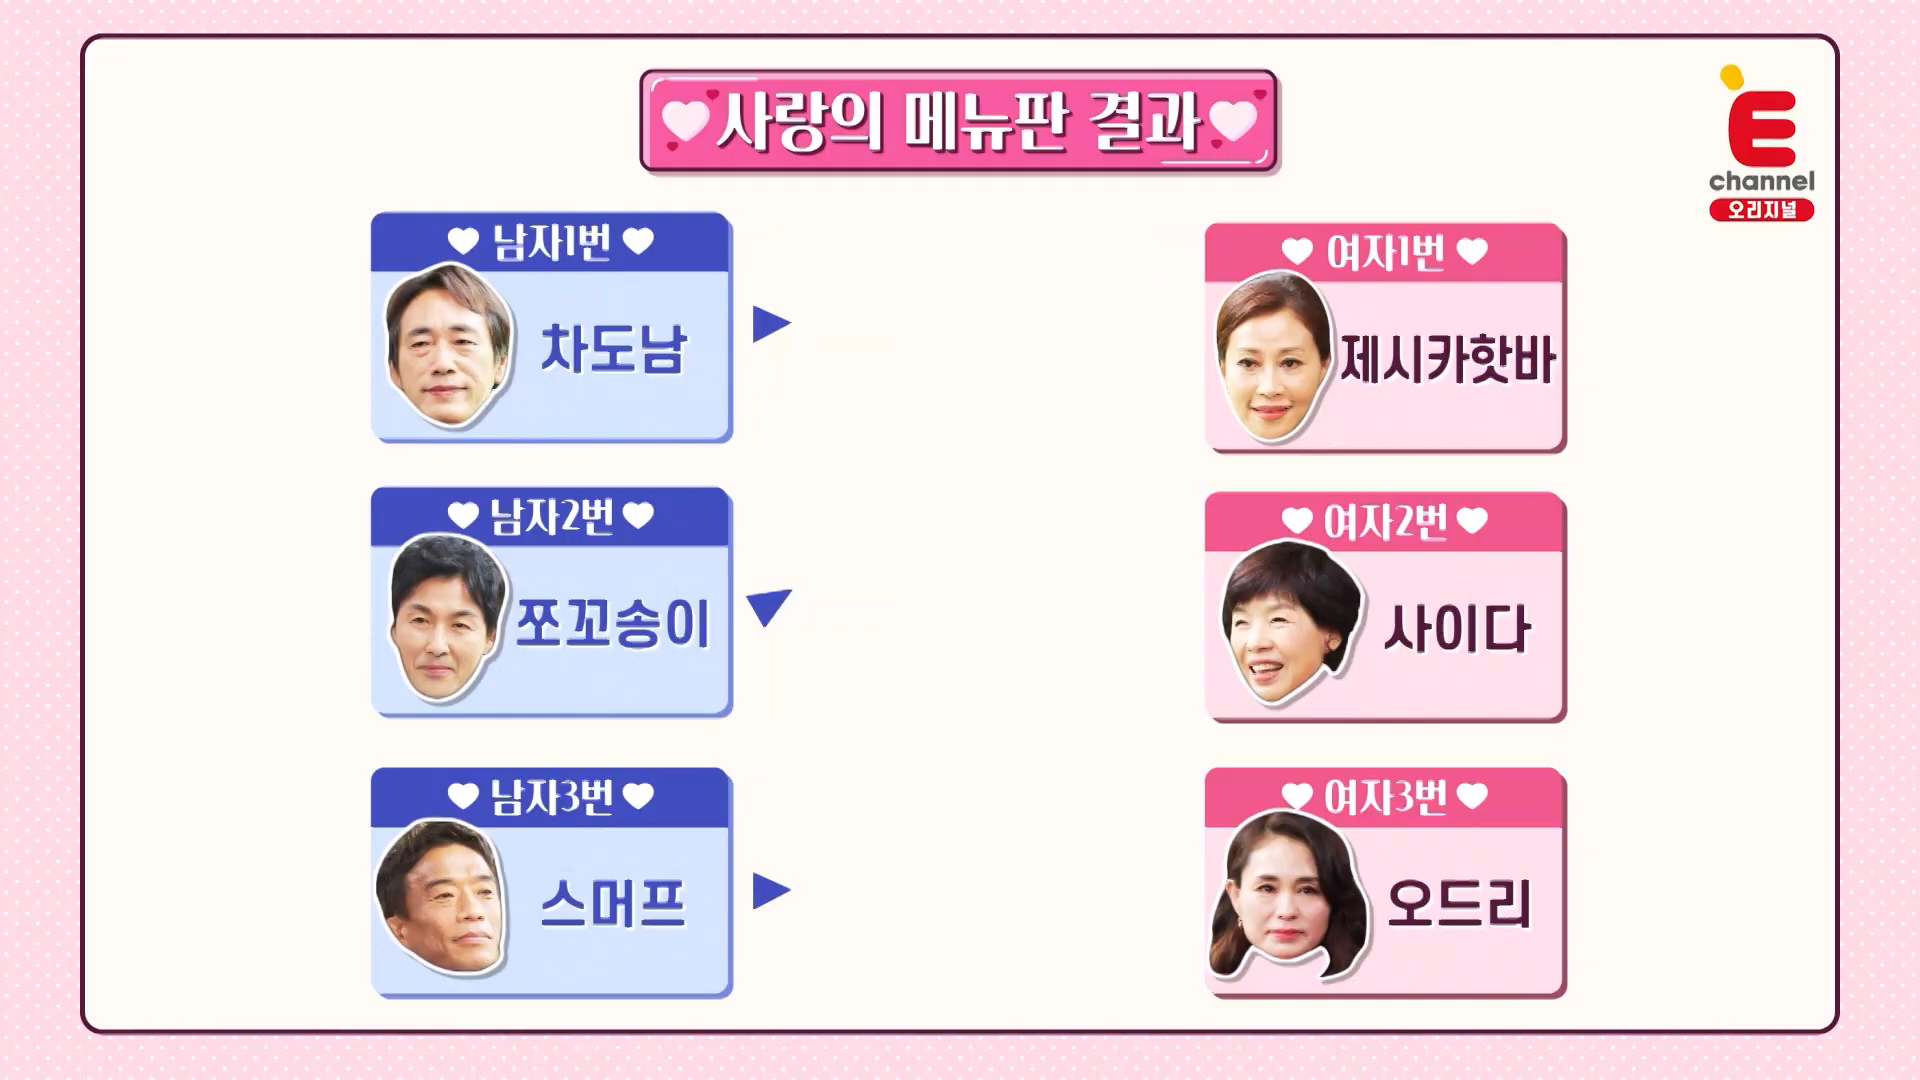 사랑의 메뉴판 결과
E
channel
오리지널
남자1번
차도남
여자1번
제시카핫바
남자2번
쪼꼬송이
여자2번
사이다
남자3번
스머프
여자3번
오드리